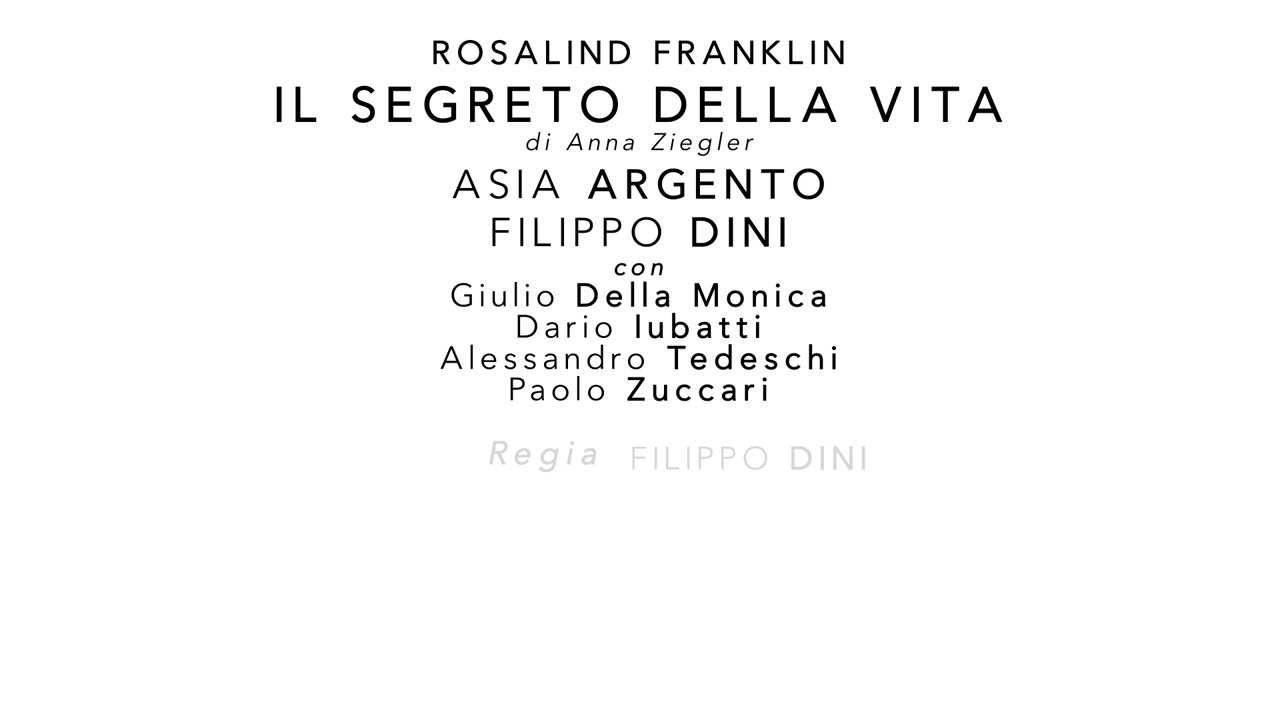 ROSALIND FRANKLIN
IL SEGRETO DELLA VITA
di Anna Ziegler
ASIA ARGENTO
FILIPPO DINI
con
Giulio Della Monica
Dario Iubatti
Alessandro Tedeschi
Paolo Zuccari
Regia FILIPPO DINI